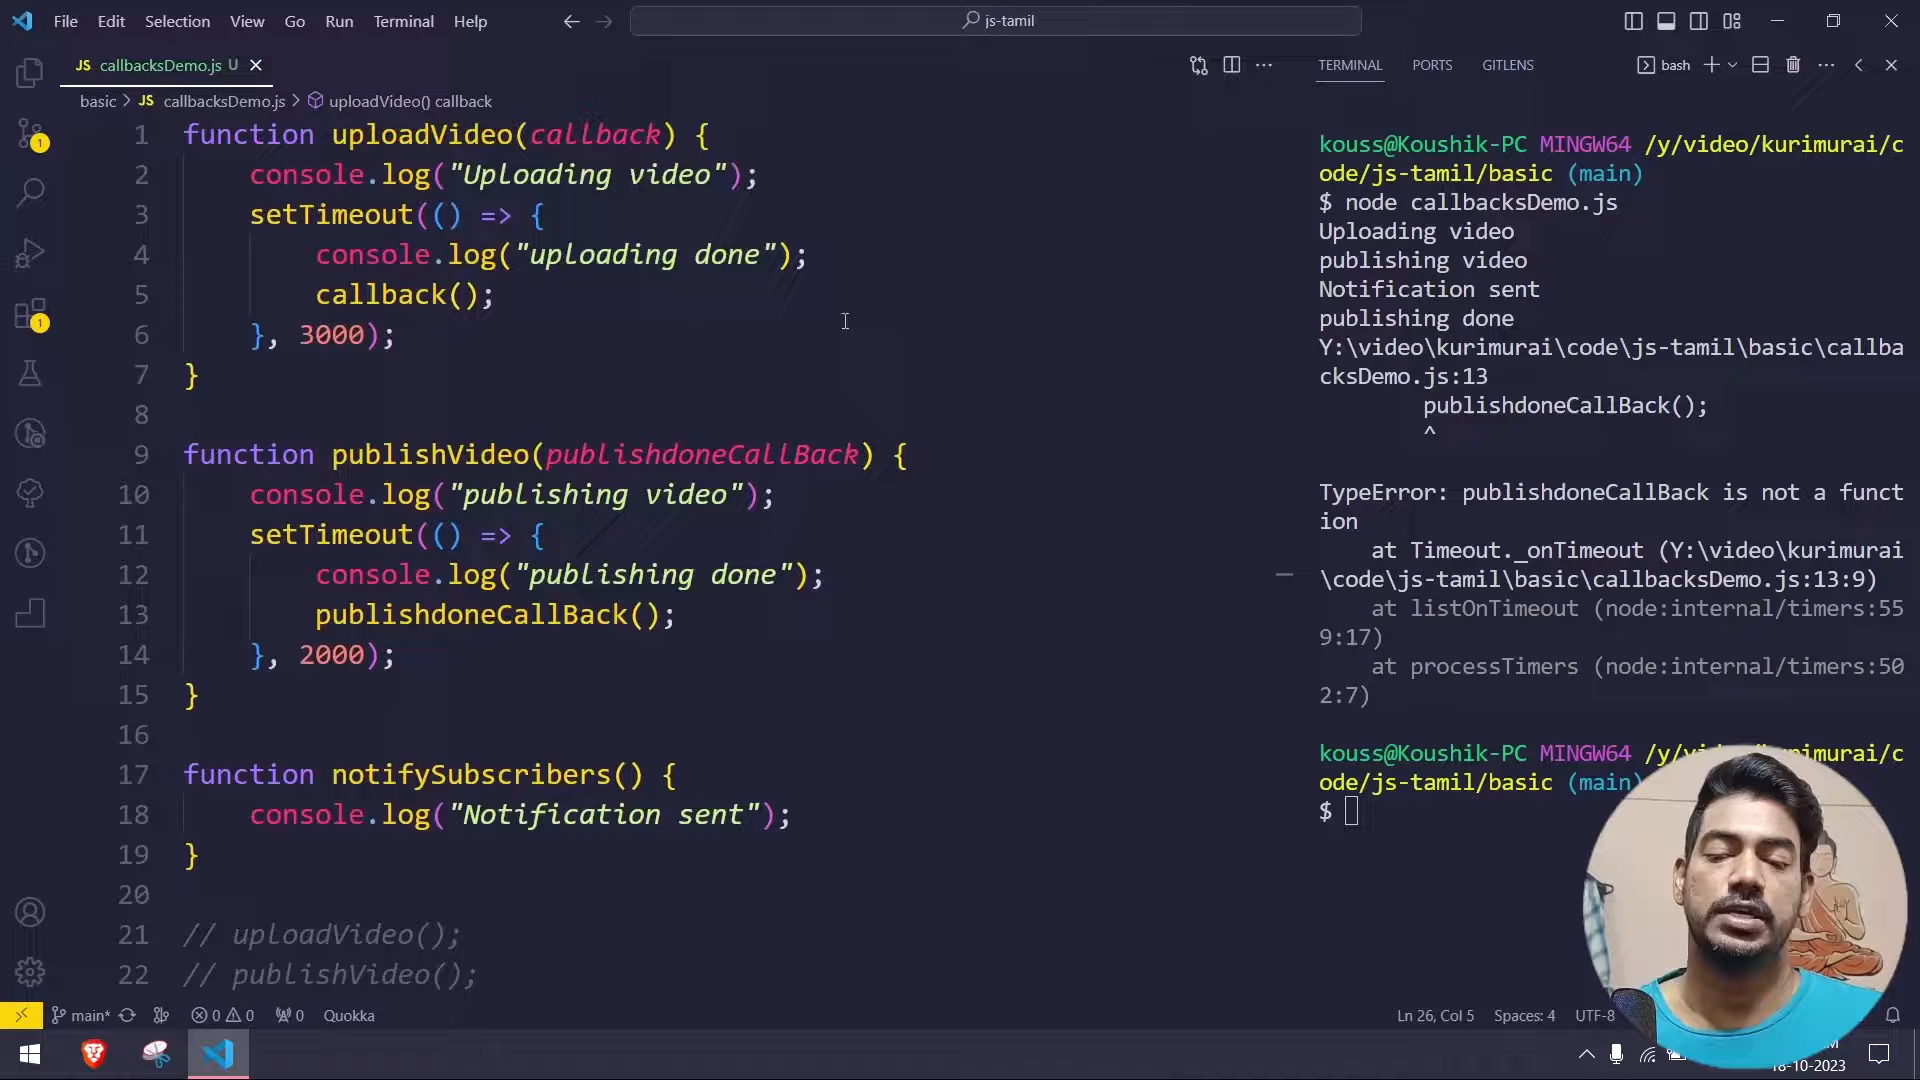 File Edit Selection View Go Run Terminal Help js-tamil
JS callbacksDemo.js U
TERMINAL PORTS GITLENS bash
basic > JS callbacksDemo.js > uploadVideo() callback
1 function uploadVideo(callback) {
2 console.log("Uploading video");
3 setTimeout(() => {
4 console.log("uploading done");
5 callback();
6 }, 3000);
7 }
8
9 function publishVideo(publishdoneCallBack) {
10 console.log("publishing video");
11 setTimeout(() => {
12 console.log("publishing done");
13 publishdoneCallBack();
14 }, 2000);
15 }
16
17 function notifySubscribers() {
18 console.log("Notification sent");
19 }
20
21 // uploadVideo();
22 // publishVideo();
kouss@Koushik-PC MINGW64 /y/video/kurimurai/c
ode/js-tamil/basic (main)
$ node callbacksDemo.js
Uploading video
publishing video
Notification sent
publishing done
Y:\video\kurimurai\code\js-tamil\basic\callba
cksDemo.js:13
publishdoneCallBack();
^
TypeError: publishdoneCallBack is not a funct
ion
at Timeout._onTimeout (Y:\video\kurimurai
\code\js-tamil\basic\callbacksDemo.js:13:9)
at listOnTimeout (node:internal/timers:55
9:17)
at processTimers (node:internal/timers:50
2:7)
kouss@Koushik-PC MINGW64 /y/vi imurai/c
ode/js-tamil/basic (main)
$
1
1
main* 0 0 0 Quokka
Ln 26, Col 5 Spaces: 4 UTF-8
18-10-2023